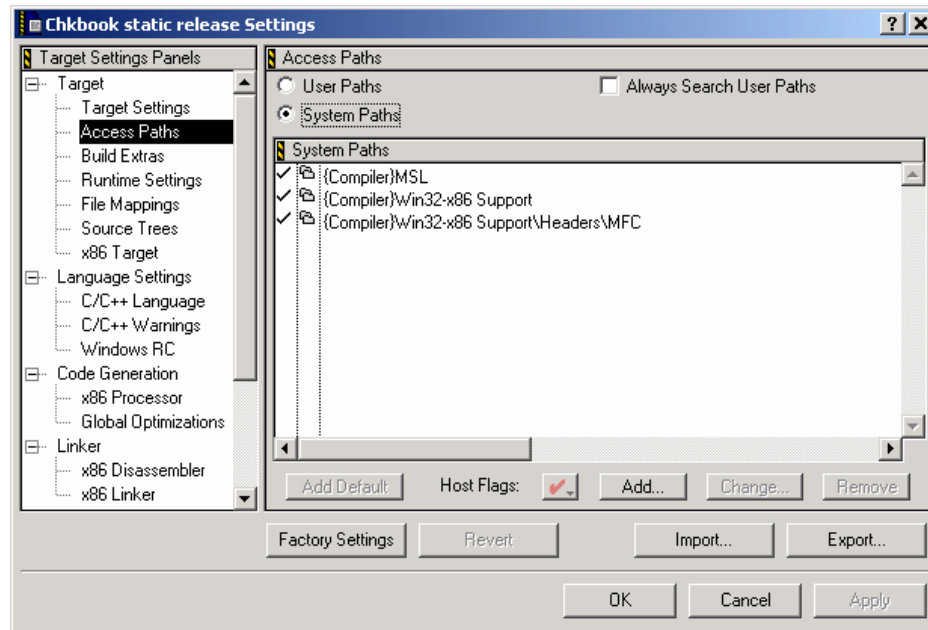 Chkbook static release Settings
Target Settings Panels
Target
Target Settings
Access Paths
Build Extras
Runtime Settings
File Mappings
Source Trees
x86 Target
Language Settings
C/C++ Language
C/C++ Warnings
Windows RC
Code Generation
x86 Processor
Global Optimizations
Linker
x86 Disassembler
x86 Linker
Access Paths
User Paths
Always Search User Paths
System Paths
System Paths
{Compiler}MSL
{Compiler}Win32-x86 Support
{Compiler}Win32-x86 Support\Headers\MFC
Add Default Host Flags: Add... Change... Remove
Factory Settings Revert Import... Export...
OK Cancel Apply